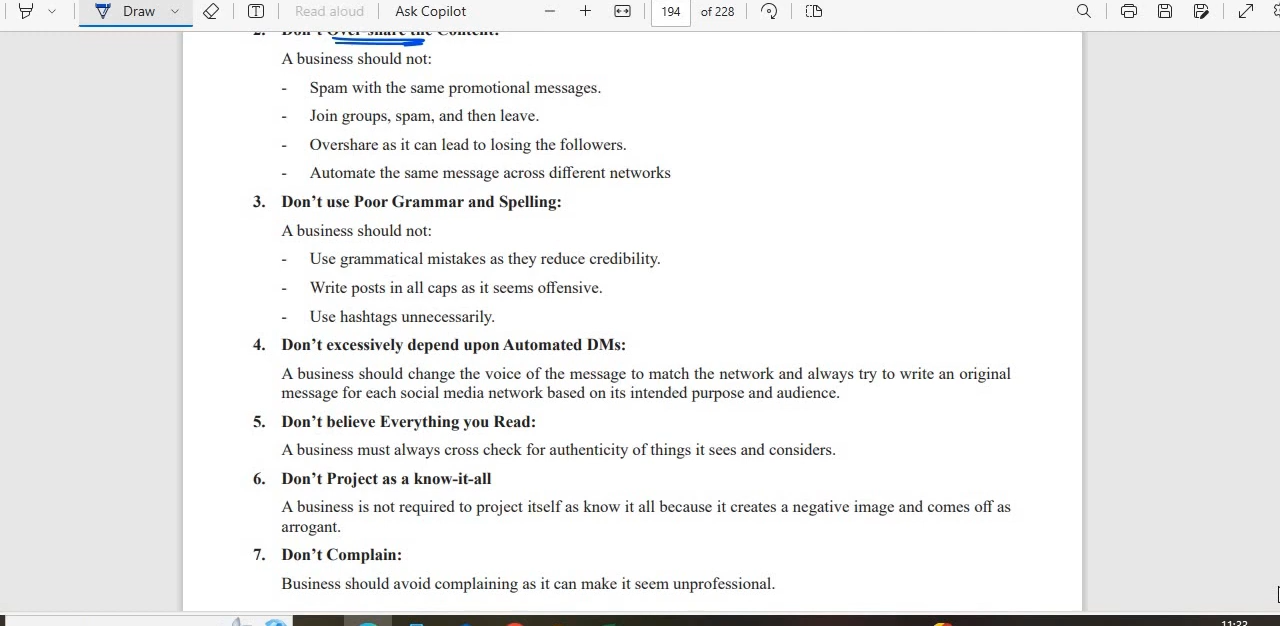 Draw
Read aloud
Ask Copilot
194 of 228
2. Don't Over-share the Content:
A business should not:
- Spam with the same promotional messages.
- Join groups, spam, and then leave.
- Overshare as it can lead to losing the followers.
- Automate the same message across different networks
3. Don't use Poor Grammar and Spelling:
A business should not:
- Use grammatical mistakes as they reduce credibility.
- Write posts in all caps as it seems offensive.
- Use hashtags unnecessarily.
4. Don't excessively depend upon Automated DMs:
A business should change the voice of the message to match the network and always try to write an original
message for each social media network based on its intended purpose and audience.
5. Don't believe Everything you Read:
A business must always cross check for authenticity of things it sees and considers.
6. Don't Project as a know-it-all
A business is not required to project itself as know it all because it creates a negative image and comes off as
arrogant.
7. Don't Complain:
Business should avoid complaining as it can make it seem unprofessional.
11:22